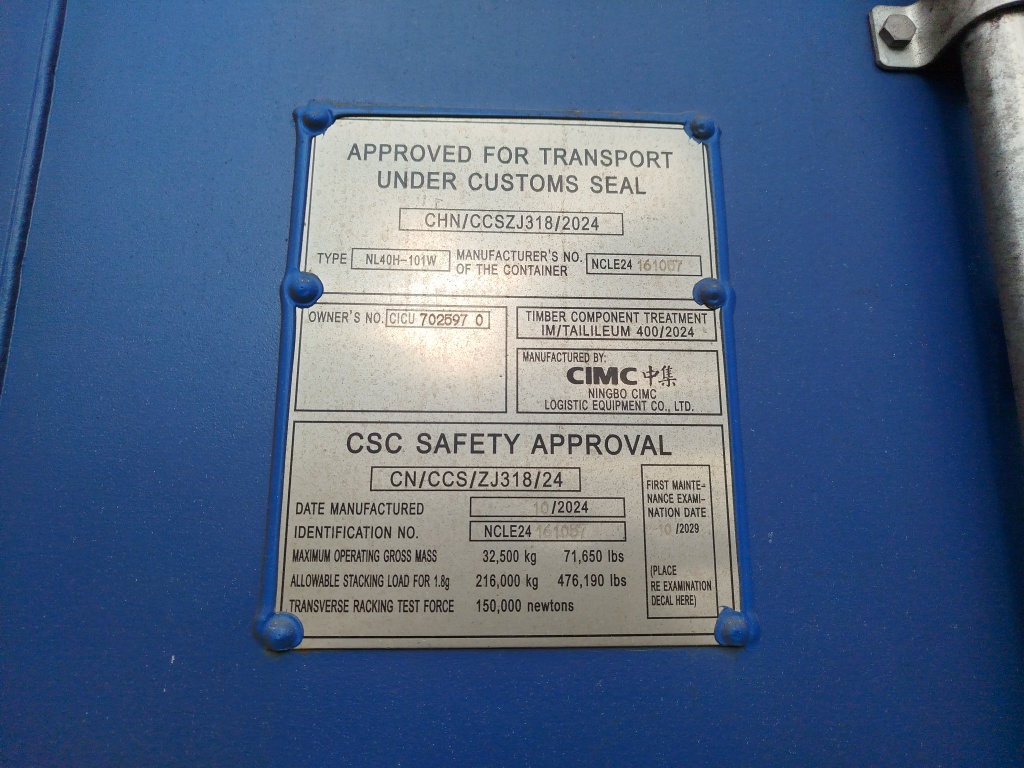 APPROVED FOR TRANSPORT
UNDER CUSTOMS SEAL
CHN/CCSZJ318/2024
TYPE NL40H-101W MANUFACTURER'S NO.
OF THE CONTAINER NCLE24 161067
OWNER'S NO. CICU 702597 0
TIMBER COMPONENT TREATMENT
IM/TAILILEUM 400/2024
MANUFACTURED BY:
CIMC 中集
NINGBO CIMC
LOGISTIC EQUIPMENT CO., LTD.
CSC SAFETY APPROVAL
CN/CCS/ZJ318/24
DATE MANUFACTURED 10/2024
IDENTIFICATION NO. NCLE24 161067
MAXIMUM OPERATING GROSS MASS 32,500 kg 71,650 lbs
ALLOWABLE STACKING LOAD FOR 1.8g 216,000 kg 476,190 lbs
TRANSVERSE RACKING TEST FORCE 150,000 newtons
FIRST MAINTE-
NANCE EXAMI-
NATION DATE
10 /2029
(PLACE
RE EXAMINATION
DECAL HERE)